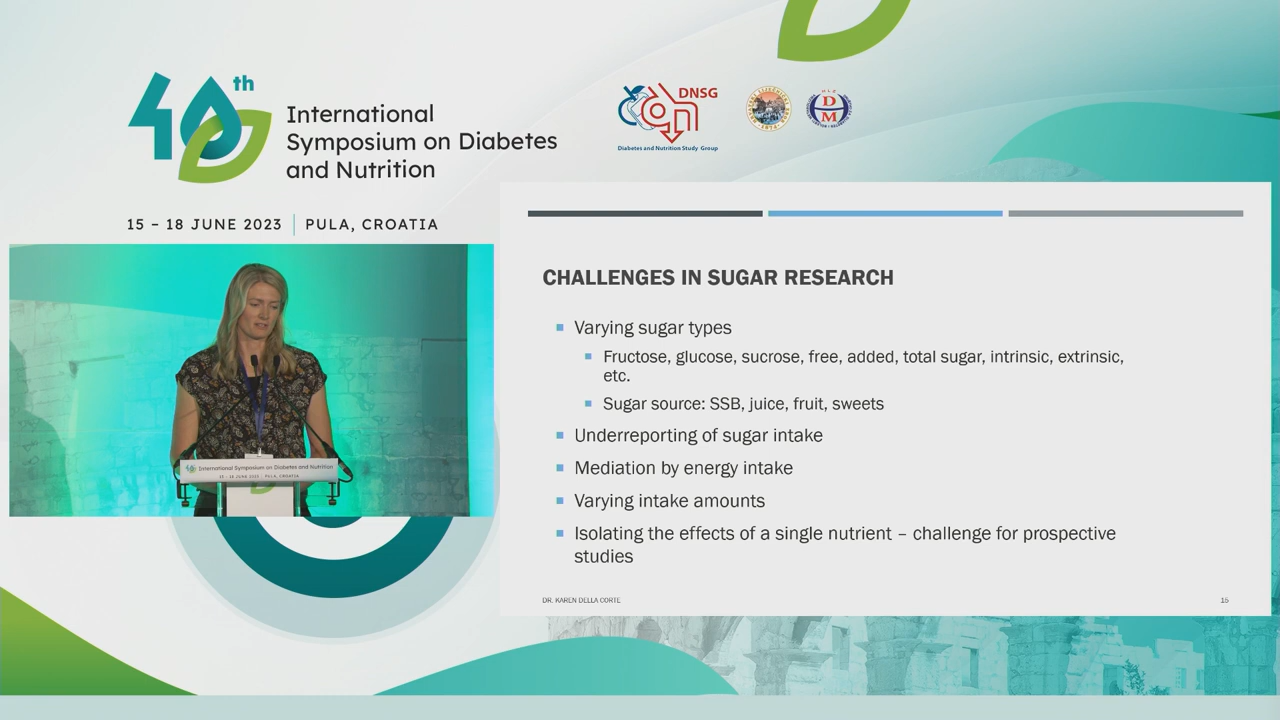 40th
International
Symposium on Diabetes
and Nutrition
15 – 18 JUNE 2023 | PULA, CROATIA
DNSG
Diabetes and Nutrition Study Group
DM
International Symposium on Diabetes and Nutrition
15 - 18 JUNE 2023 | PULA, CROATIA
CHALLENGES IN SUGAR RESEARCH
Varying sugar types
Fructose, glucose, sucrose, free, added, total sugar, intrinsic, extrinsic,
etc.
Sugar source: SSB, juice, fruit, sweets
Underreporting of sugar intake
Mediation by energy intake
Varying intake amounts
Isolating the effects of a single nutrient – challenge for prospective
studies
DR. KAREN DELLA CORTE